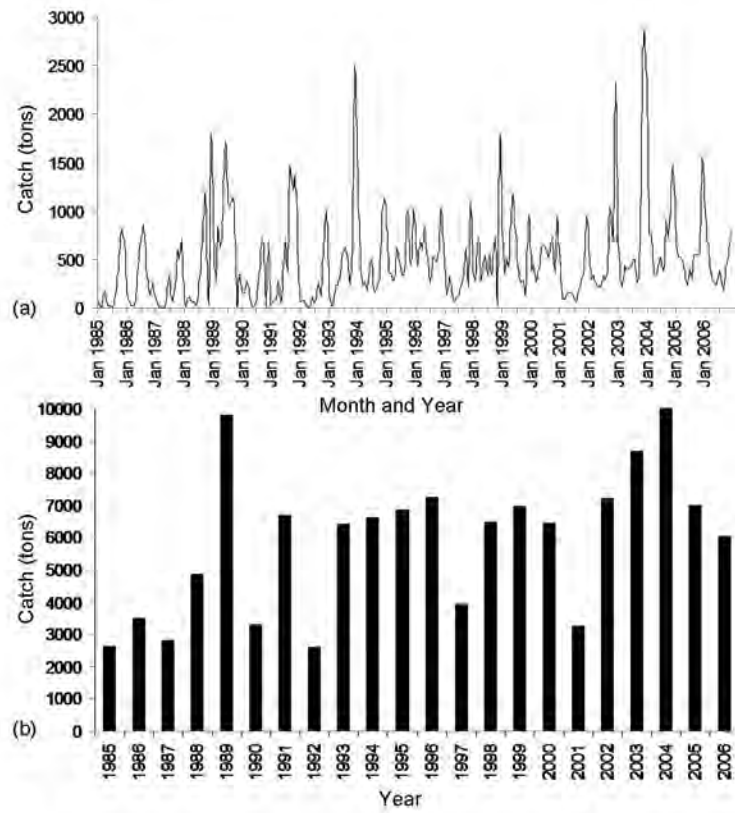 3000
2500
2000
1500
1000
500
0
Catch (tons)
(a)
Jan 1985
Jan 1986
Jan 1987
Jan 1988
Jan 1989
Jan 1990
Jan 1991
Jan 1992
Jan 1993
Jan 1994
Jan 1995
Jan 1996
Jan 1997
Jan 1998
Jan 1999
Jan 2000
Jan 2001
Jan 2002
Jan 2003
Jan 2004
Jan 2005
Jan 2006
Month and Year
10000
9000
8000
7000
6000
5000
4000
3000
2000
1000
0
Catch (tons)
(b)
1985
1986
1987
1988
1989
1990
1991
1992
1993
1994
1995
1996
1997
1998
1999
2000
2001
2002
2003
2004
2005
2006
Year